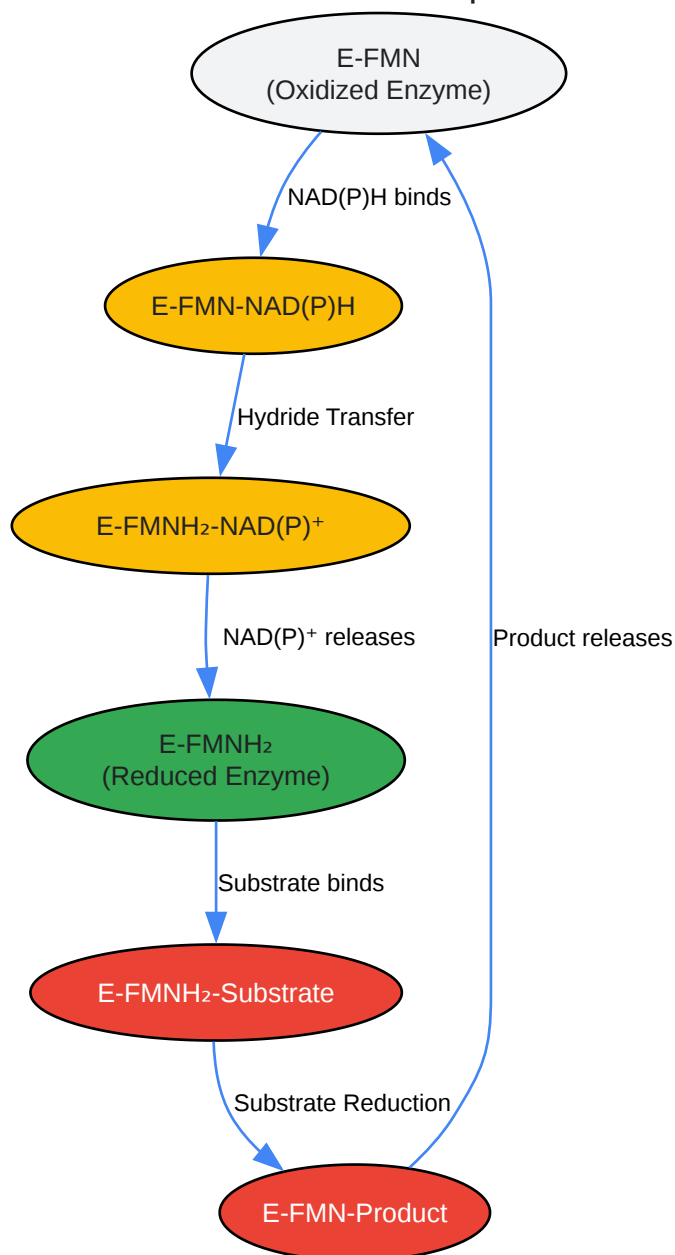 E-FMN
(Oxidized Enzyme)
NAD(P)H binds
E-FMN-NAD(P)H
Hydride Transfer
E-FMNH₂-NAD(P)⁺
NAD(P)⁺ releases
Product releases
E-FMNH₂
(Reduced Enzyme)
Substrate binds
E-FMNH₂-Substrate
Substrate Reduction
E-FMN-Product